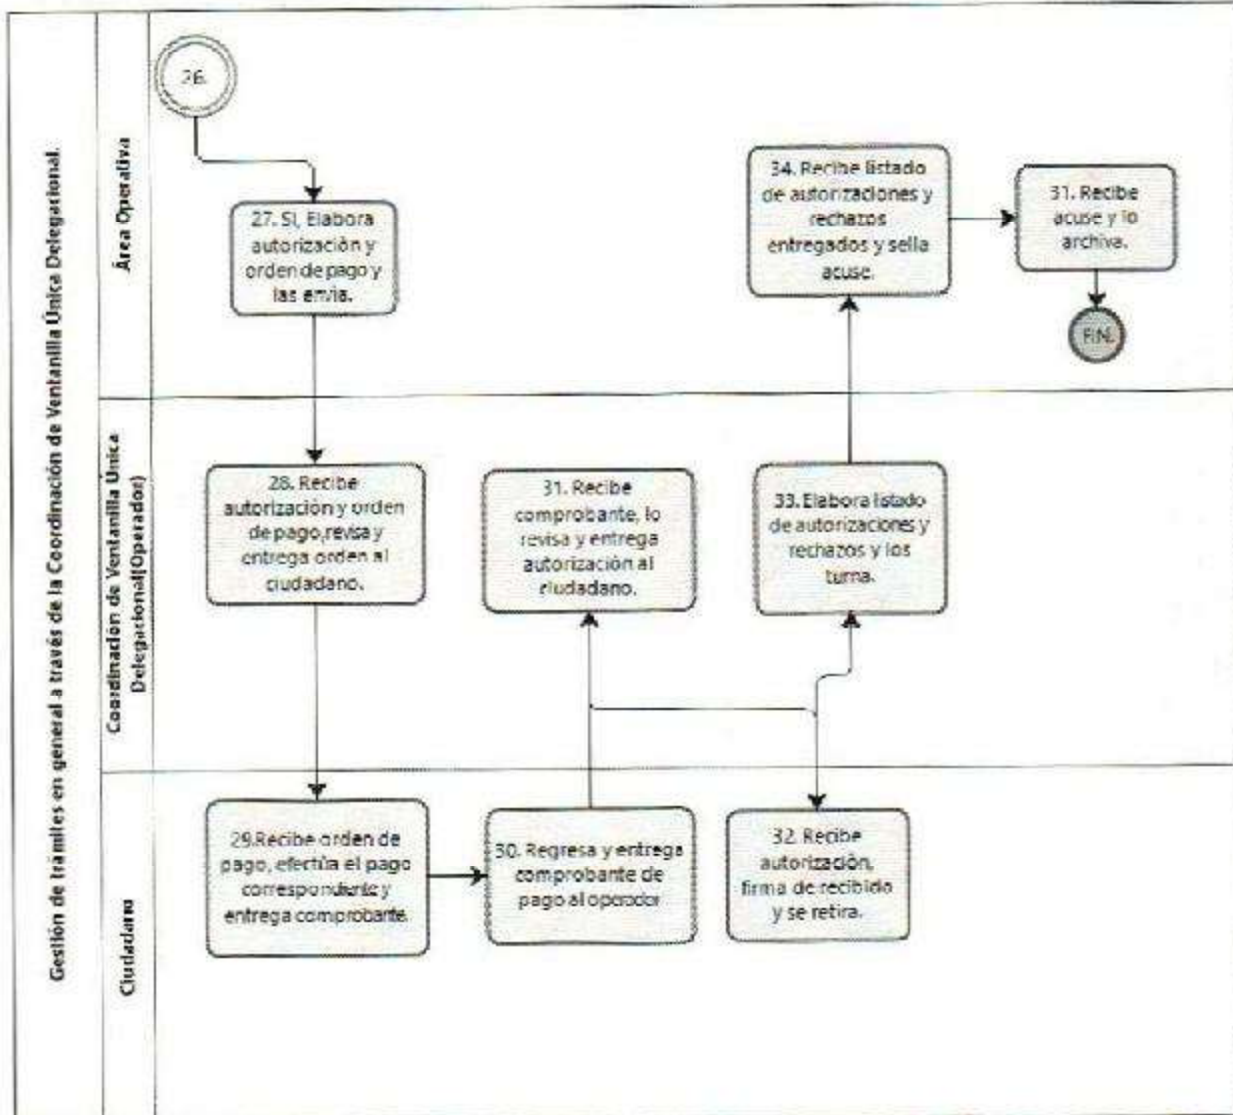 Gestión de trámites en general a través de la Coordinación de Ventanilla Única Delegacional.
Área Operativa
26.
27. Si, Elabora
autorización y
orden de pago y
las envia.
34. Recibe listado
de autorizaciones y
rechazos
entregados y sella
acuse.
31. Recibe
acuse y lo
archiva.
FIN.
Coordinación de Ventanilla Unica
Delegacional(Operador)
28. Recibe
autorización y orden
de pago,revisa y
entrega orden al
ciudadano.
31. Recibe
comprobante, lo
revisa y entrega
autorización al
ciudadano.
33. Elabora listado
de autorizaciones y
rechazos y los
turna.
Ciudadano
29.Recibe orden de
pago, efectúa el pago
correspondiente y
entrega comprobante.
30. Regresa y entrega
comprobante de
pago al operador
32. Recibe
autorización,
firma de recibido
y se retira.